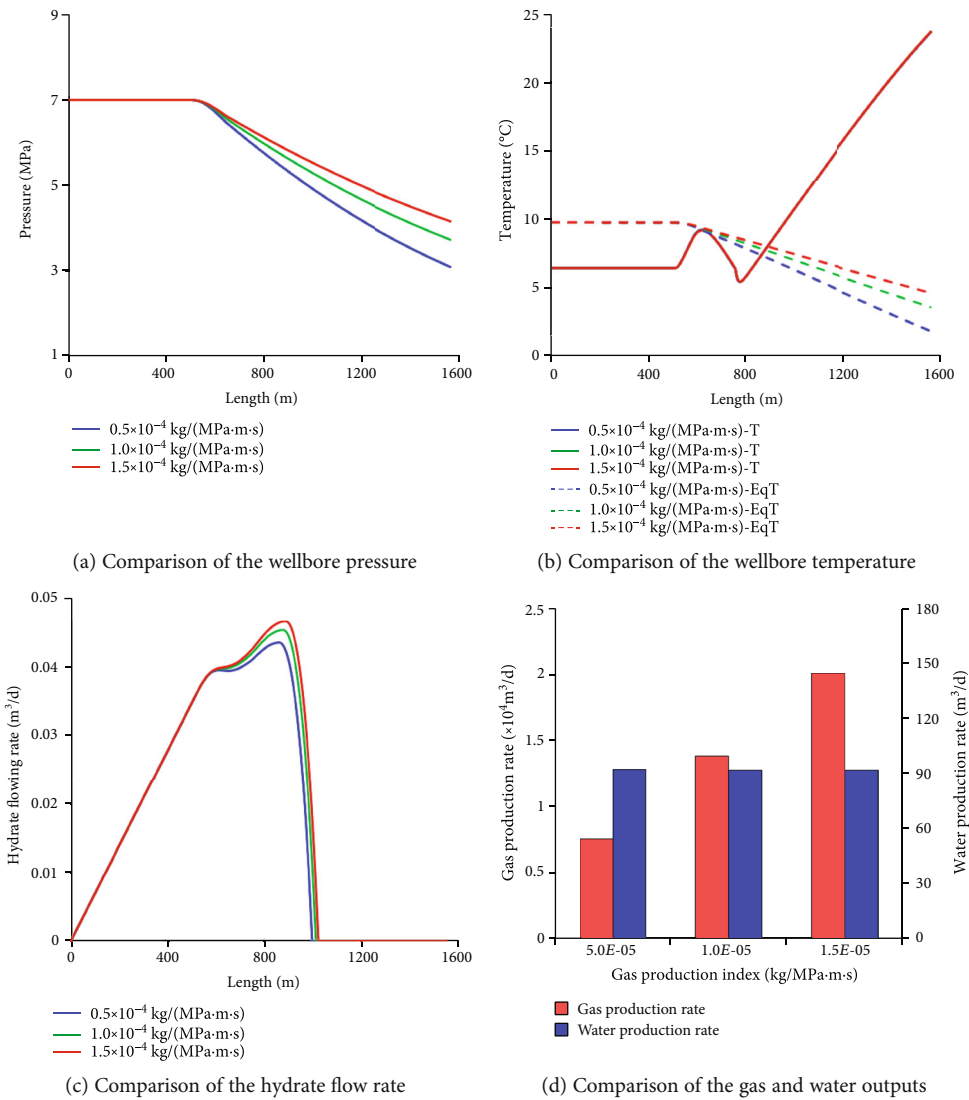 9
7
5
3
1
Pressure (MPa)
0 400 800 1200 1600
Length (m)
0.5×10⁻⁴ kg/(MPa·m·s)
1.0×10⁻⁴ kg/(MPa·m·s)
1.5×10⁻⁴ kg/(MPa·m·s)
(a) Comparison of the wellbore pressure
25
20
15
10
5
0
Temperature (°C)
0 400 800 1200 1600
Length (m)
0.5×10⁻⁴ kg/(MPa·m·s)-T
1.0×10⁻⁴ kg/(MPa·m·s)-T
1.5×10⁻⁴ kg/(MPa·m·s)-T
0.5×10⁻⁴ kg/(MPa·m·s)-EqT
1.0×10⁻⁴ kg/(MPa·m·s)-EqT
1.5×10⁻⁴ kg/(MPa·m·s)-EqT
(b) Comparison of the wellbore temperature
0.05
0.04
0.03
0.02
0.01
0
Hydrate flowing rate (m³/d)
0 400 800 1200 1600
Length (m)
0.5×10⁻⁴ kg/(MPa·m·s)
1.0×10⁻⁴ kg/(MPa·m·s)
1.5×10⁻⁴ kg/(MPa·m·s)
(c) Comparison of the hydrate flow rate
2.5
2
1.5
1
0.5
0
Gas production rate (×10⁴m³/d)
180
150
120
90
60
30
0
Water production rate (m³/d)
5.0E-05 1.0E-05 1.5E-05
Gas production index (kg/MPa·m·s)
Gas production rate
Water production rate
(d) Comparison of the gas and water outputs